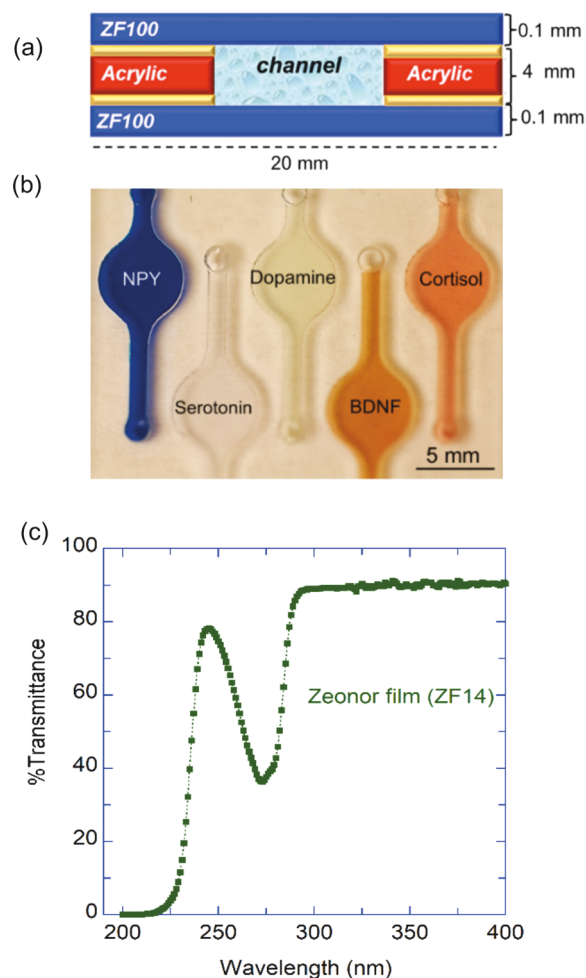 (a)
ZF100
0.1 mm
Acrylic
channel
Acrylic
4 mm
ZF100
0.1 mm
20 mm
(b)
NPY
Dopamine
Cortisol
Serotonin
BDNF
5 mm
(c)
100
80
60
40
20
0
%Transmittance
Zeonor film (ZF14)
200
250
300
350
400
Wavelength (nm)